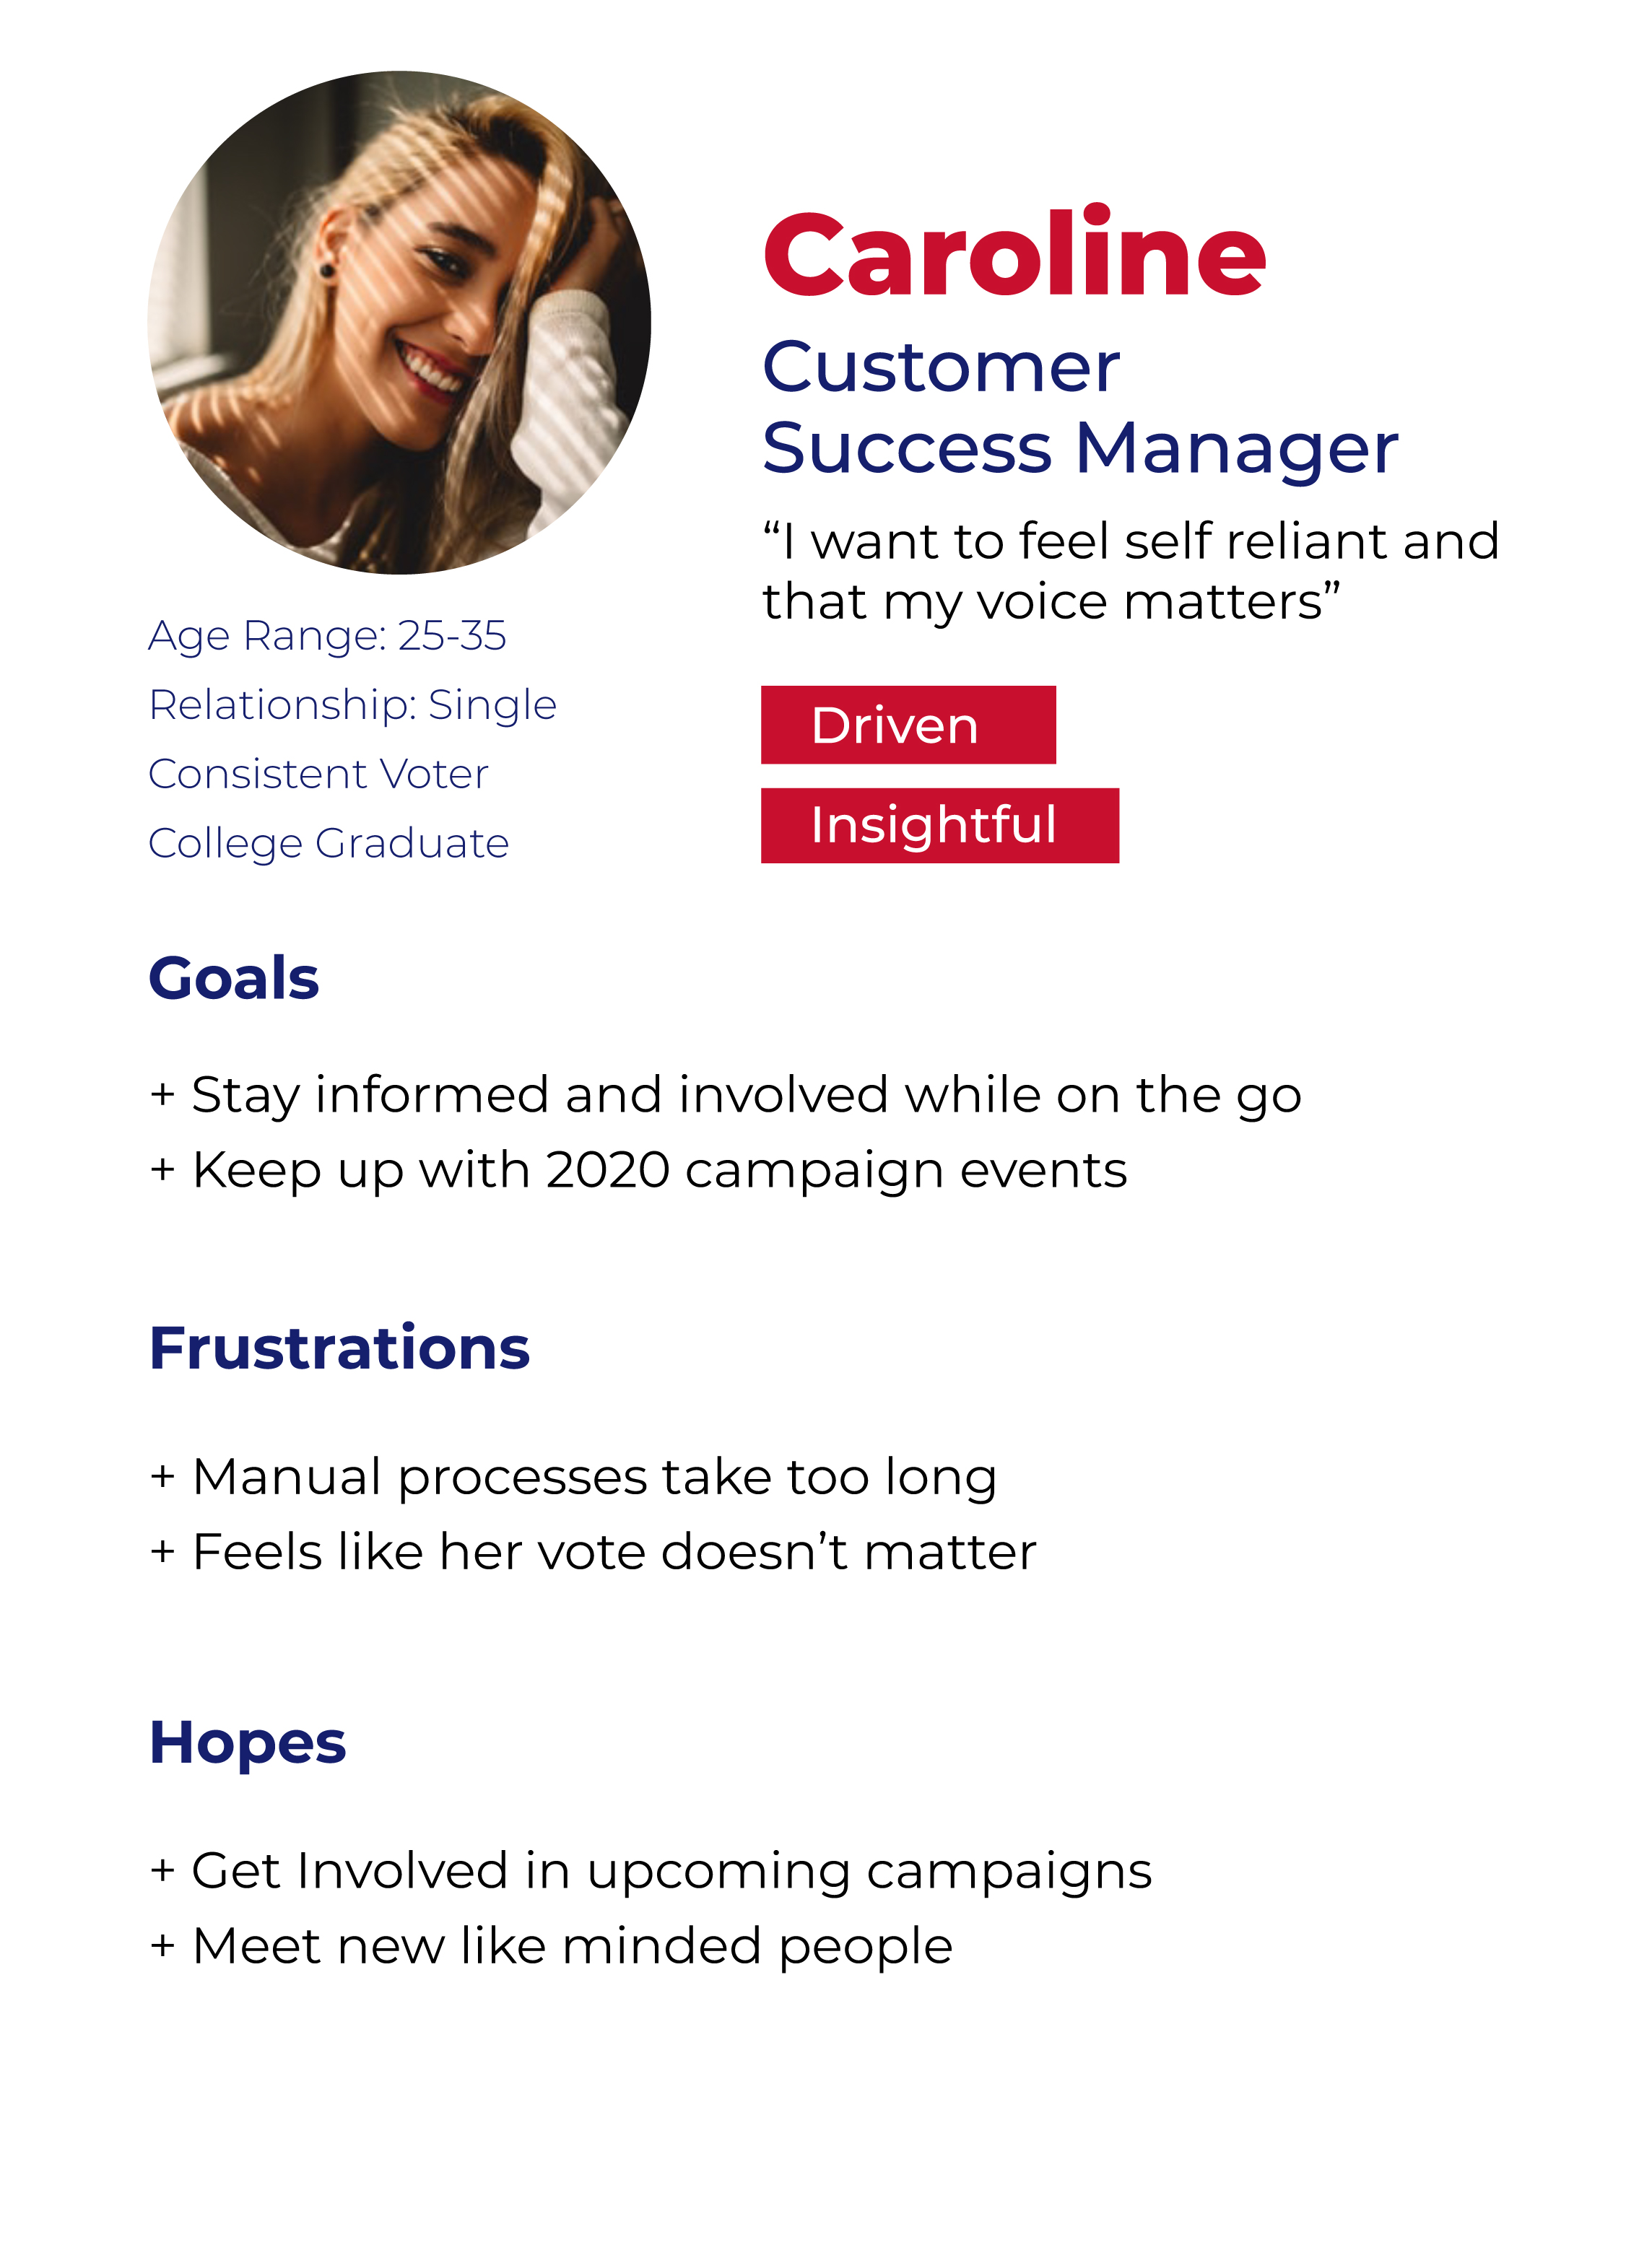 Caroline
Customer
Success Manager
“I want to feel self reliant and
that my voice matters”
Driven
Insightful
Age Range: 25-35
Relationship: Single
Consistent Voter
College Graduate
Goals
+ Stay informed and involved while on the go
+ Keep up with 2020 campaign events
Frustrations
+ Manual processes take too long
+ Feels like her vote doesn’t matter
Hopes
+ Get Involved in upcoming campaigns
+ Meet new like minded people